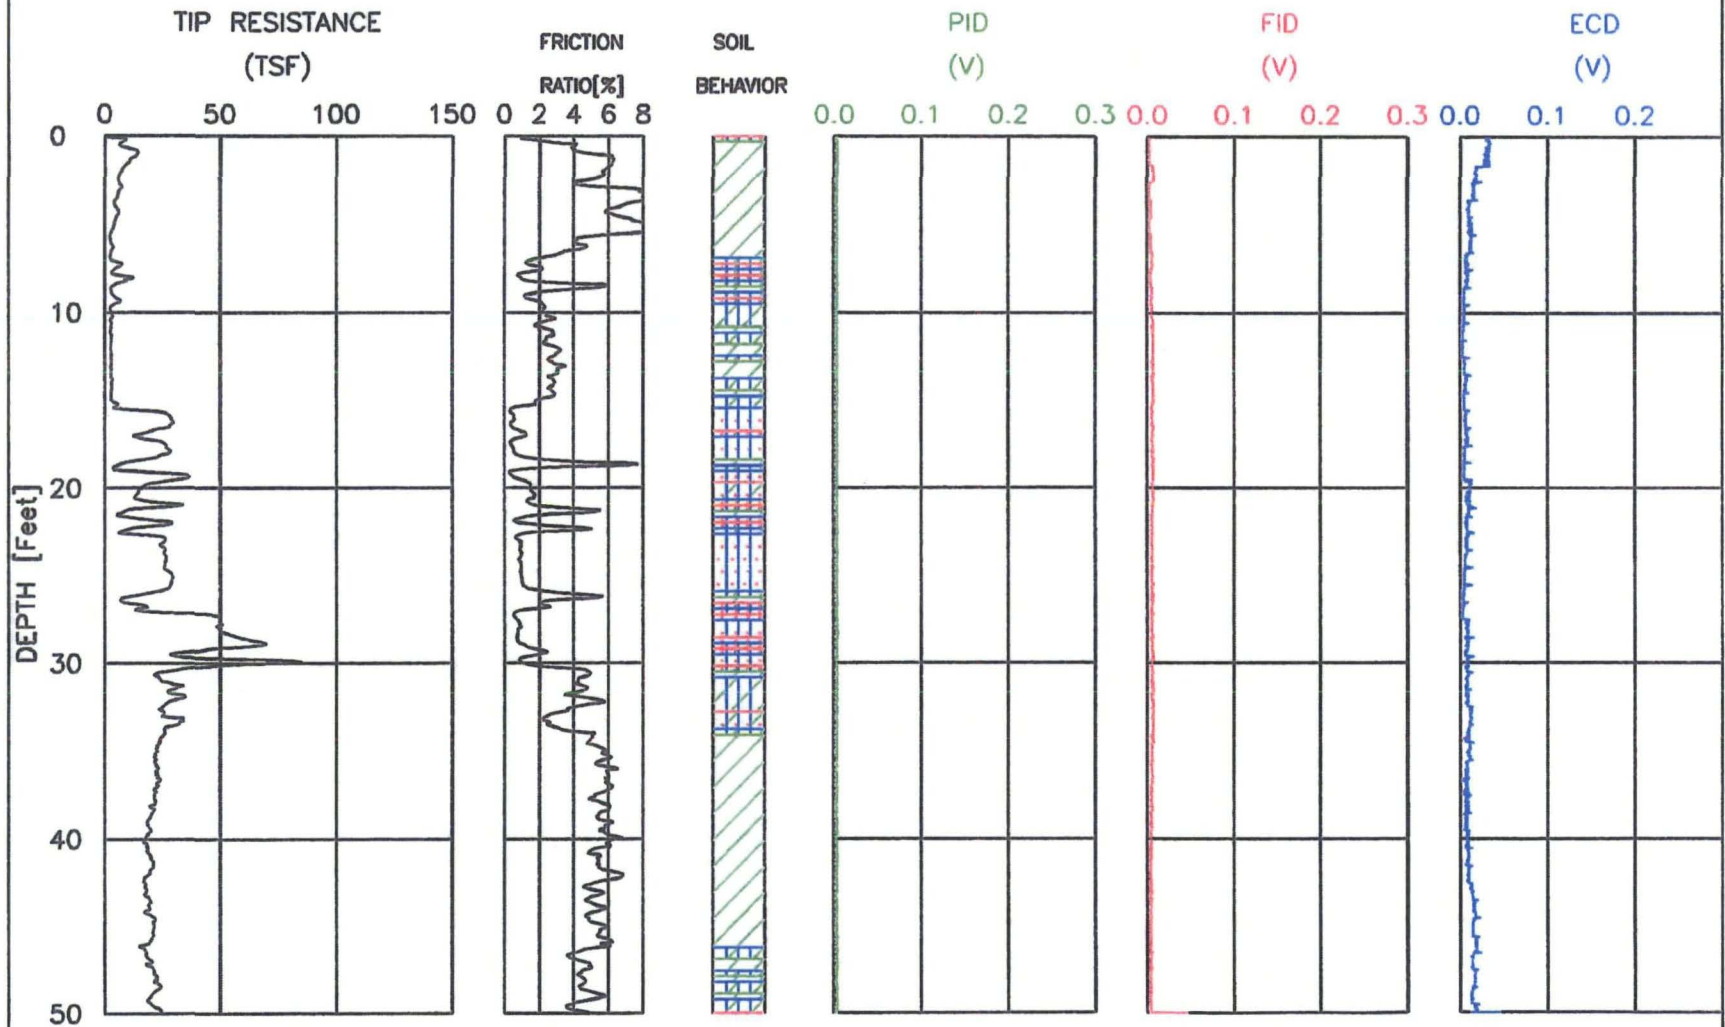 TIP RESISTANCE
(TSF)
0 50 100 150
FRICTION
RATIO[%]
0 2 4 6 8
SOIL
BEHAVIOR
PID
(V)
0.0 0.1 0.2 0.3
FID
(V)
0.0 0.1 0.2 0.3
ECD
(V)
0.0 0.1 0.2
DEPTH [Feet]
0
10
20
30
40
50